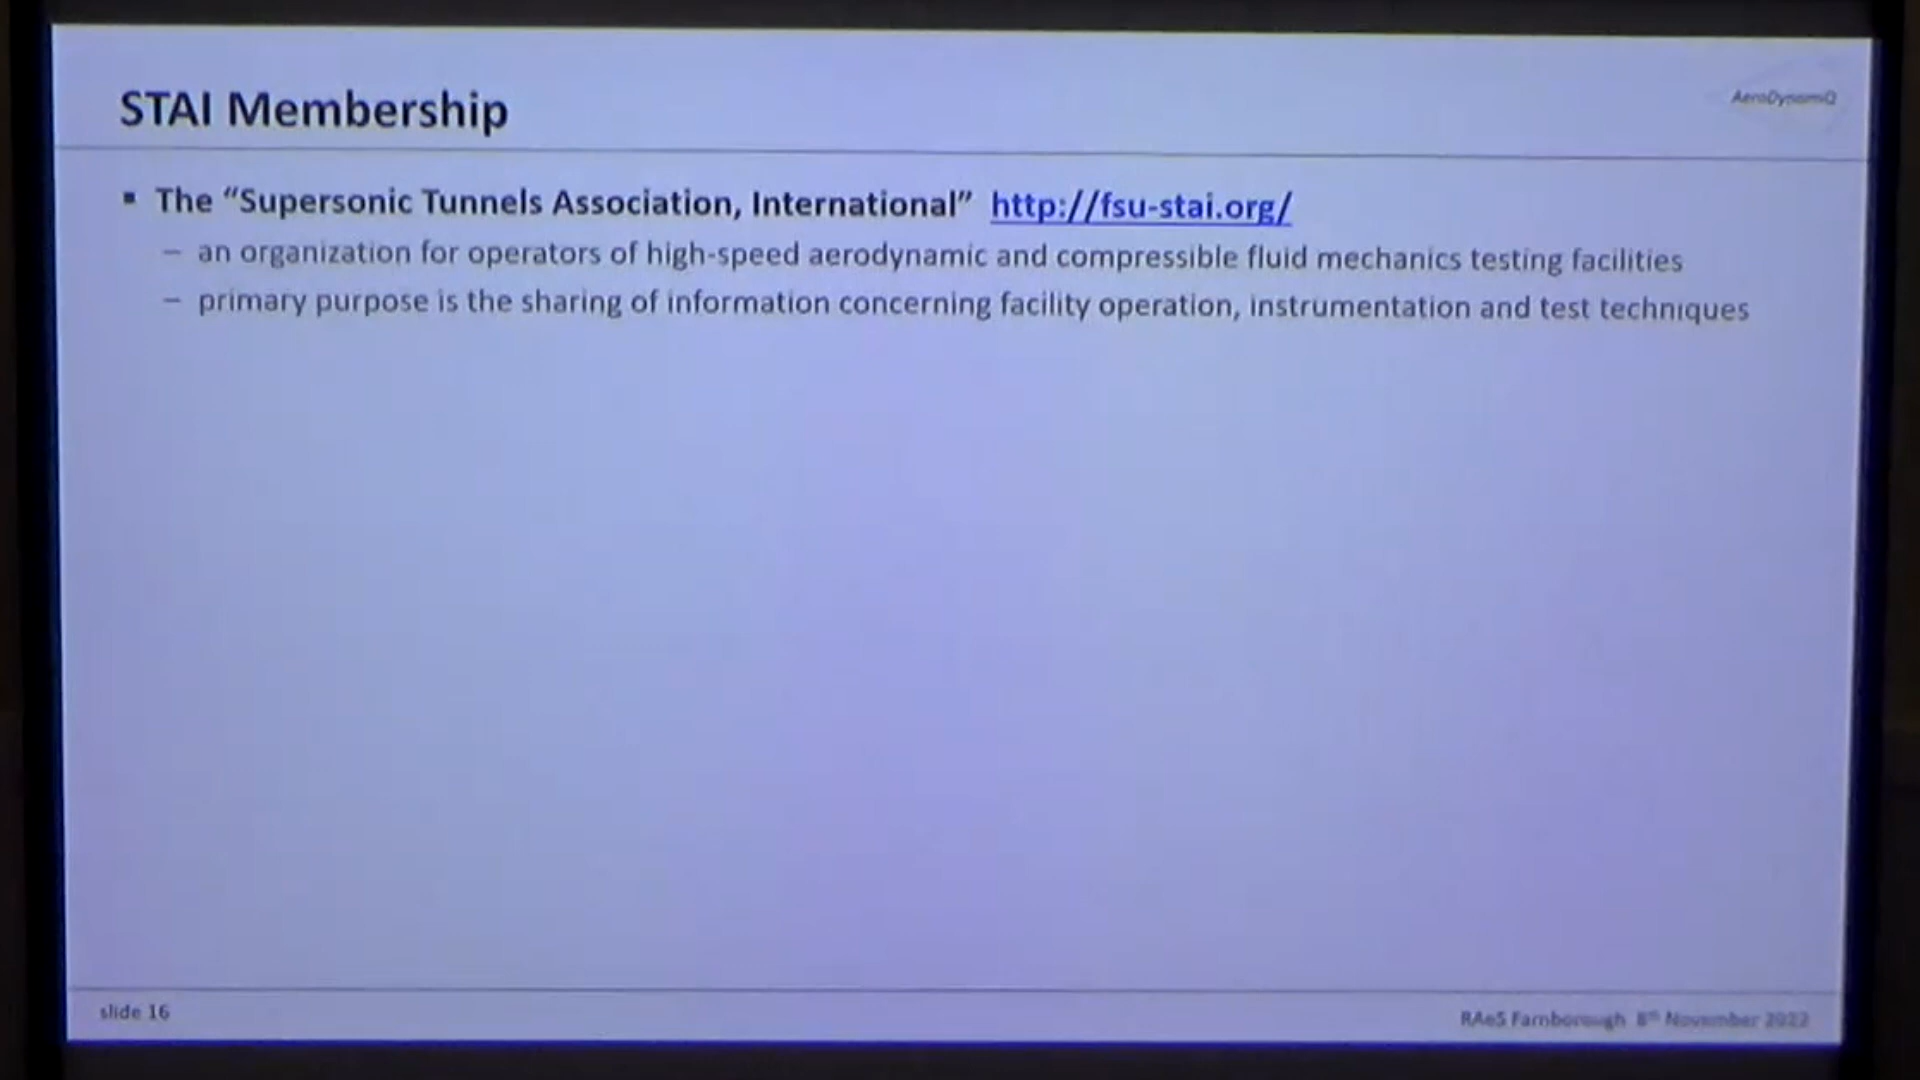 STAI Membership
AeroDynamiQ
▪ The “Supersonic Tunnels Association, International” http://fsu-stai.org/
– an organization for operators of high-speed aerodynamic and compressible fluid mechanics testing facilities
– primary purpose is the sharing of information concerning facility operation, instrumentation and test techniques
slide 16
RAeS Farnborough 8th November 2022